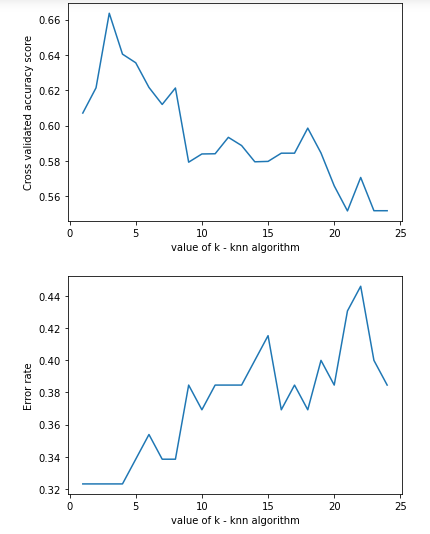 0.66
0.64
0.62
0.60
0.58
0.56
Cross validated accuracy score
0 5 10 15 20 25
value of k - knn algorithm
0.44
0.42
0.40
0.38
0.36
0.34
0.32
Error rate
0 5 10 15 20 25
value of k - knn algorithm